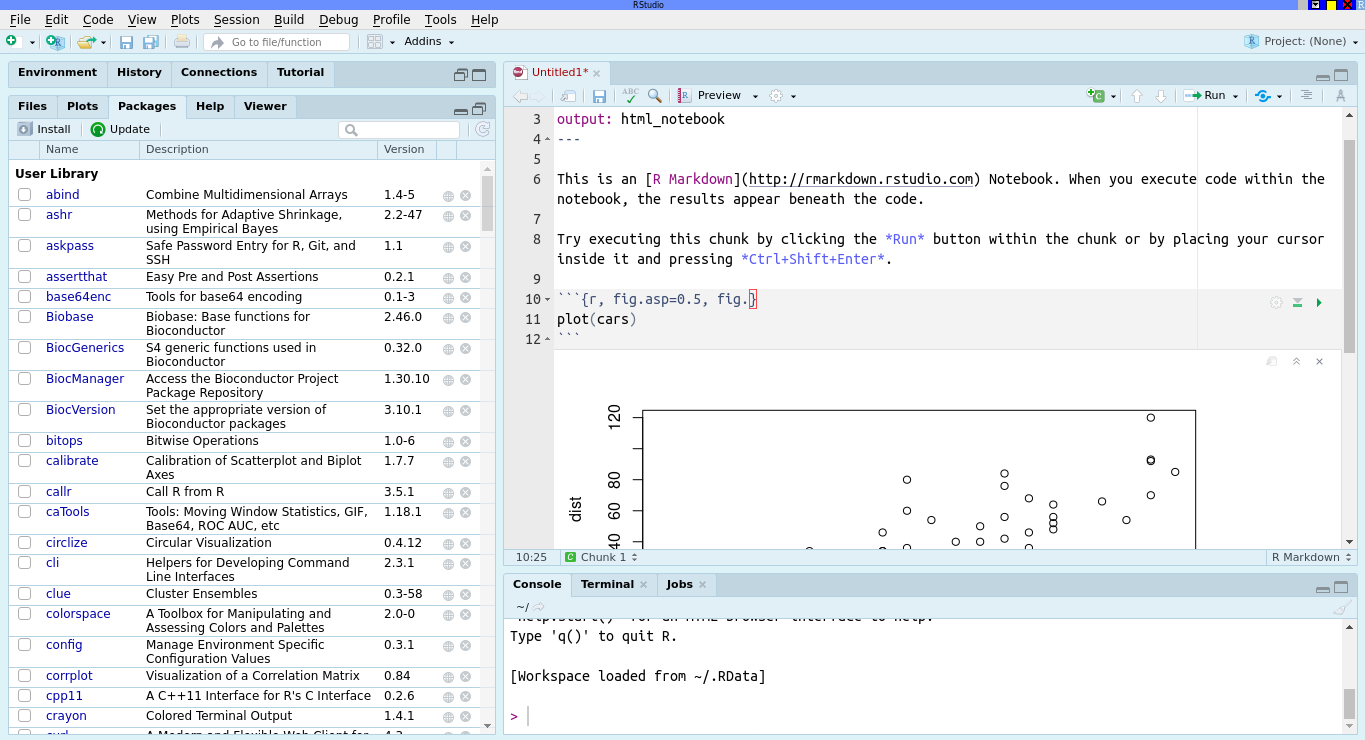 RStudio
File Edit Code View Plots Session Build Debug Profile Tools Help
Go to file/function Addins Project: (None)
Environment History Connections Tutorial
Files Plots Packages Help Viewer
Install Update
Name Description Version
User Library
abind Combine Multidimensional Arrays 1.4-5
ashr Methods for Adaptive Shrinkage, 2.2-47
using Empirical Bayes
askpass Safe Password Entry for R, Git, and 1.1
SSH
assertthat Easy Pre and Post Assertions 0.2.1
base64enc Tools for base64 encoding 0.1-3
Biobase Biobase: Base functions for 2.46.0
Bioconductor
BiocGenerics S4 generic functions used in 0.32.0
Bioconductor
BiocManager Access the Bioconductor Project 1.30.10
Package Repository
BiocVersion Set the appropriate version of 3.10.1
Bioconductor packages
bitops Bitwise Operations 1.0-6
calibrate Calibration of Scatterplot and Biplot 1.7.7
Axes
callr Call R from R 3.5.1
caTools Tools: Moving Window Statistics, GIF, 1.18.1
Base64, ROC AUC, etc
circlize Circular Visualization 0.4.12
cli Helpers for Developing Command 2.3.1
Line Interfaces
clue Cluster Ensembles 0.3-58
colorspace A Toolbox for Manipulating and 2.0-0
Assessing Colors and Palettes
config Manage Environment Specific 0.3.1
Configuration Values
corrplot Visualization of a Correlation Matrix 0.84
cpp11 A C++11 Interface for R's C Interface 0.2.6
crayon Colored Terminal Output 1.4.1
Untitled1*
ABC Preview Run
3 output: html_notebook
4 ---
5
6 This is an [R Markdown](http://rmarkdown.rstudio.com) Notebook. When you execute code within the
notebook, the results appear beneath the code.
7
8 Try executing this chunk by clicking the *Run* button within the chunk or by placing your cursor
inside it and pressing *Ctrl+Shift+Enter*.
9
10 ```{r, fig.asp=0.5, fig.}
11 plot(cars)
12 ```
120
80
60
40
dist
10:25 Chunk 1 R Markdown
Console Terminal Jobs
~/
'help.start()' for an HTML browser interface to help.
Type 'q()' to quit R.
[Workspace loaded from ~/.RData]
>